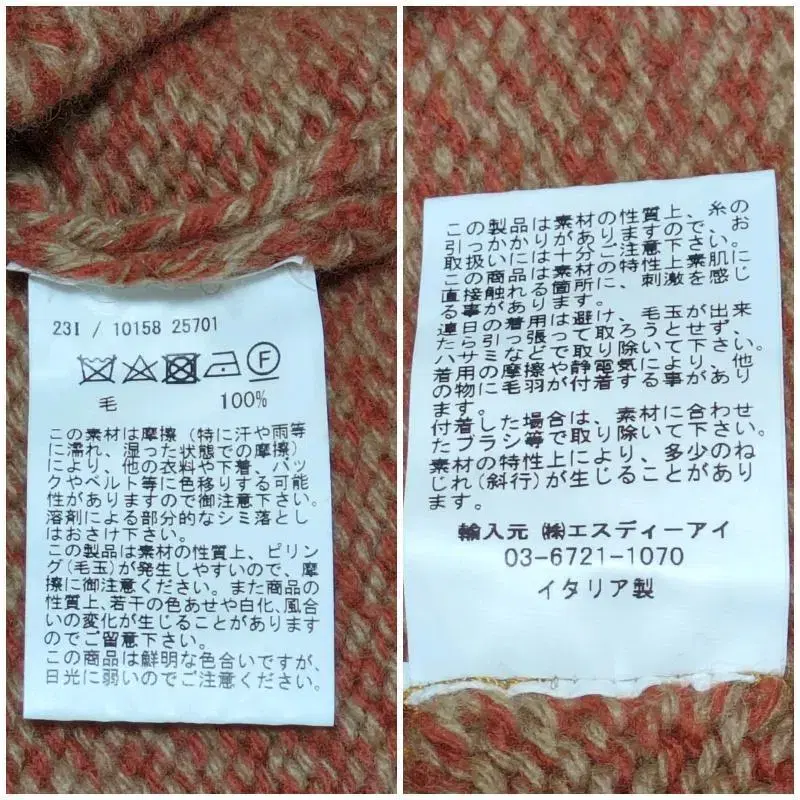 23I / 10158 25701
F
毛 100%
この素材は摩擦（特に汗や雨等
に濡れ、湿った状態での摩擦）
により、他の衣料や下着、バッ
クやベルト等に色移りする可能
性がありますので御注意下さい。
溶剤による部分的なシミ落とし
はおさけ下さい。
この製品は素材の性質上、ピリン
グ(毛玉)が発生しやすいので、摩
擦に御注意ください。また商品の
性質上、若干の色あせや白化、風合
いの変化が生じることがあります
のでご留意下さい。
この商品は鮮明な色合いですが、
日光に弱いのでご注意ください。
この製品は素材の性質上、糸の
引っかかりがありますので、お
取扱いには十分ご注意下さい。
この商品は素材の特性上素肌に
直接触れる箇所に、刺激を感じ
る事があります。
連日の着用は避け、毛玉が出来
たら引っ張って取ろうとせず、
ハサミなどで取り除いて下さい。
着用の摩擦や静電気により、他
の物に毛羽が付着する事があり
ます。
付着した場合は、素材に合わせ
たブラシ等で取り除いて下さい。
素材の特性上により、多少のね
じれ(斜行)が生じることがあり
ます。
輸入元 ㈱エスディーアイ
03-6721-1070
イタリア製